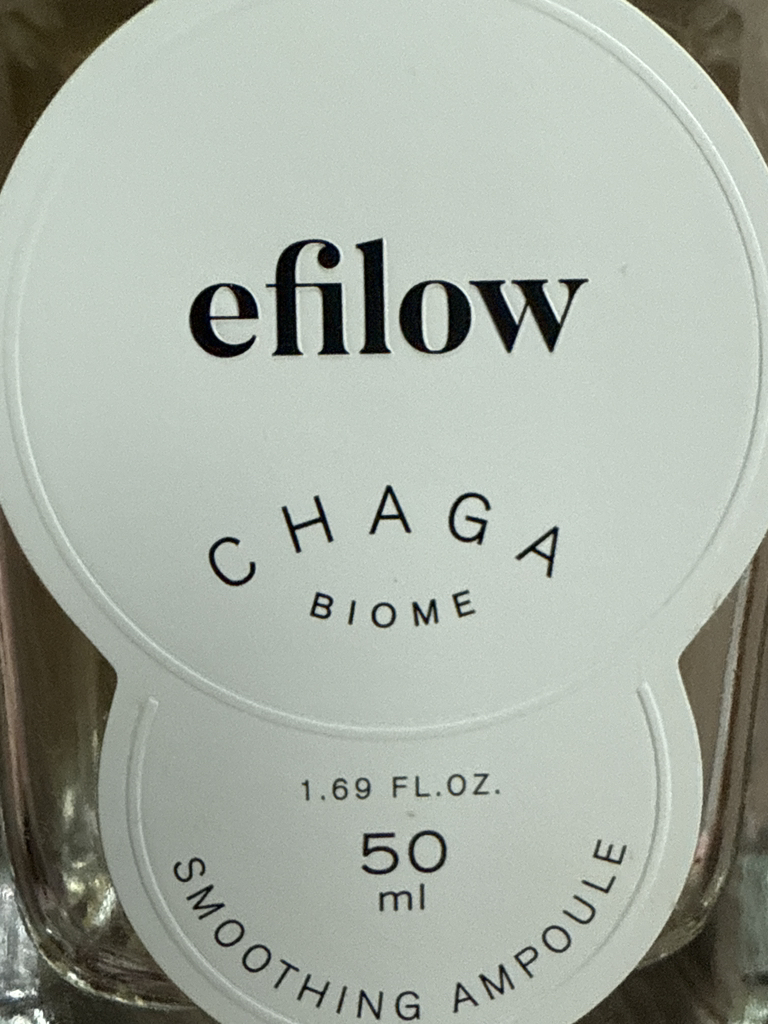 efilow
CHAGA
BIOME
1.69 FL.OZ.
50
ml
SMOOTHING AMPOULE